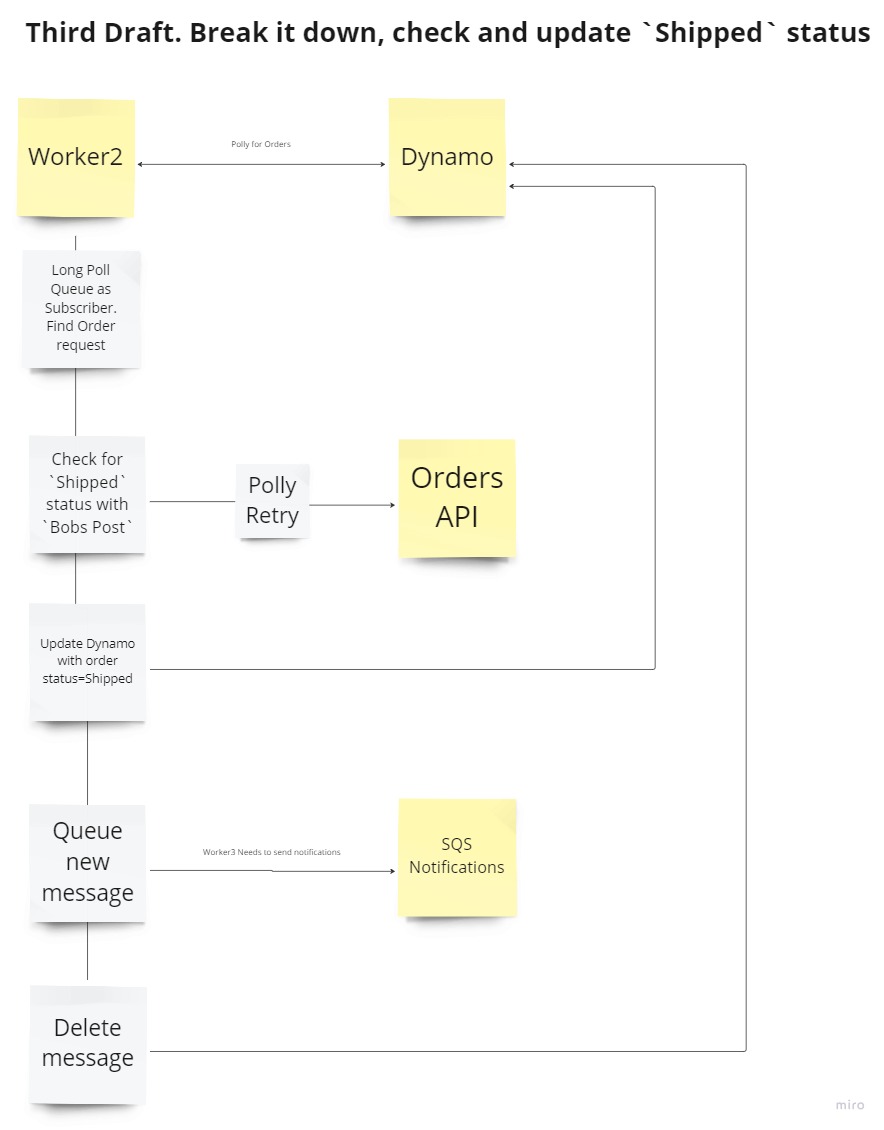 Third Draft. Break it down, check and update `Shipped` status
Worker2
Polly for Orders
Dynamo
Long Poll
Queue as
Subscriber.
Find Order
request
Check for
`Shipped`
status with
`Bobs Post`
Polly
Retry
Orders
API
Update Dynamo
with order
status=Shipped
Queue
new
message
Worker3 Needs to send notifications
SQS
Notifications
Delete
message
miro